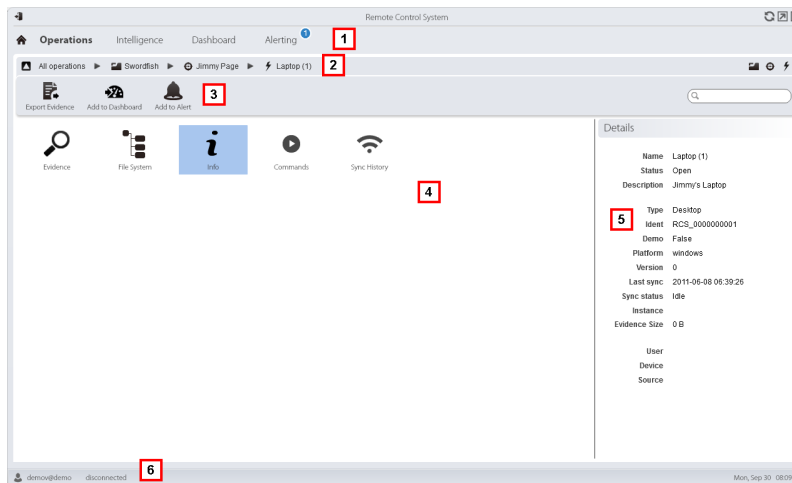 Remote Control System
Operations Intelligence Dashboard Alerting 1 1
All operations Swordfish Jimmy Page Laptop (1) 2
Export Evidence Add to Dashboard Add to Alert 3
Evidence File System Info Commands Sync History
4
Details
Name Laptop (1)
Status Open
Description Jimmy's Laptop
Type Desktop
5
Ident RCS_0000000001
Demo False
Platform windows
Version 0
Last sync 2011-06-08 06:39:26
Sync status Idle
Instance
Evidence Size 0 B
User
Device
Source
demov@demo disconnected 6 Mon, Sep 30 08:09